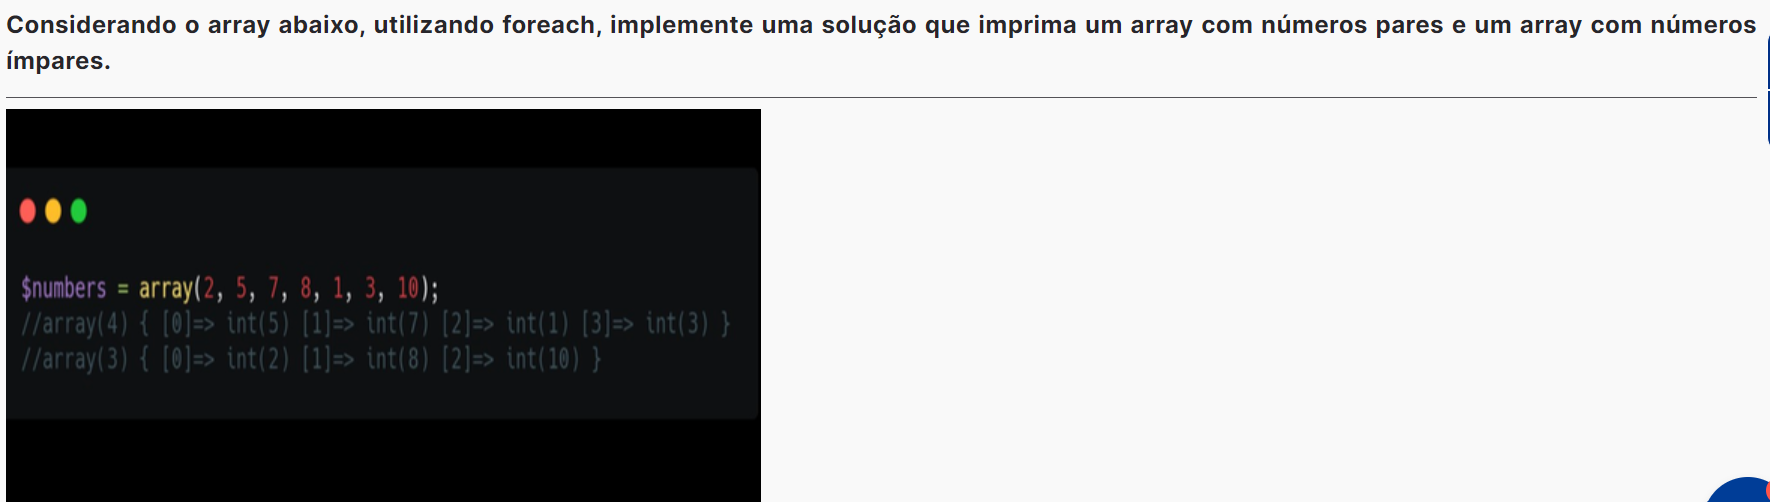 Considerando o array abaixo, utilizando foreach, implemente uma solução que imprima um array com números pares e um array com números
ímpares.
$numbers = array(2, 5, 7, 8, 1, 3, 10);
//array(4) { [0]=> int(5) [1]=> int(7) [2]=> int(1) [3]=> int(3) }
//array(3) { [0]=> int(2) [1]=> int(8) [2]=> int(10) }